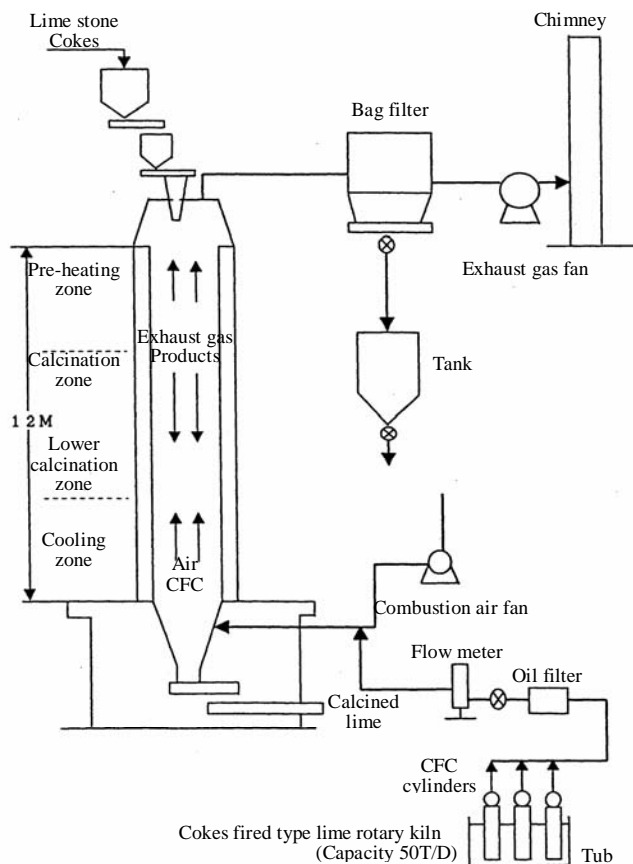 Lime stone
Cokes
Chimney
Bag filter
Pre-heating
zone
Exhaust gas fan
Exhaust gas
Products
Calcination
zone
Tank
12M
Lower
calcination
zone
Cooling
zone
Air
CFC
Combustion air fan
Flow meter
Oil filter
Calcined
lime
CFC
cylinders
Cokes fired type lime rotary kiln
(Capacity 50T/D)
Tub